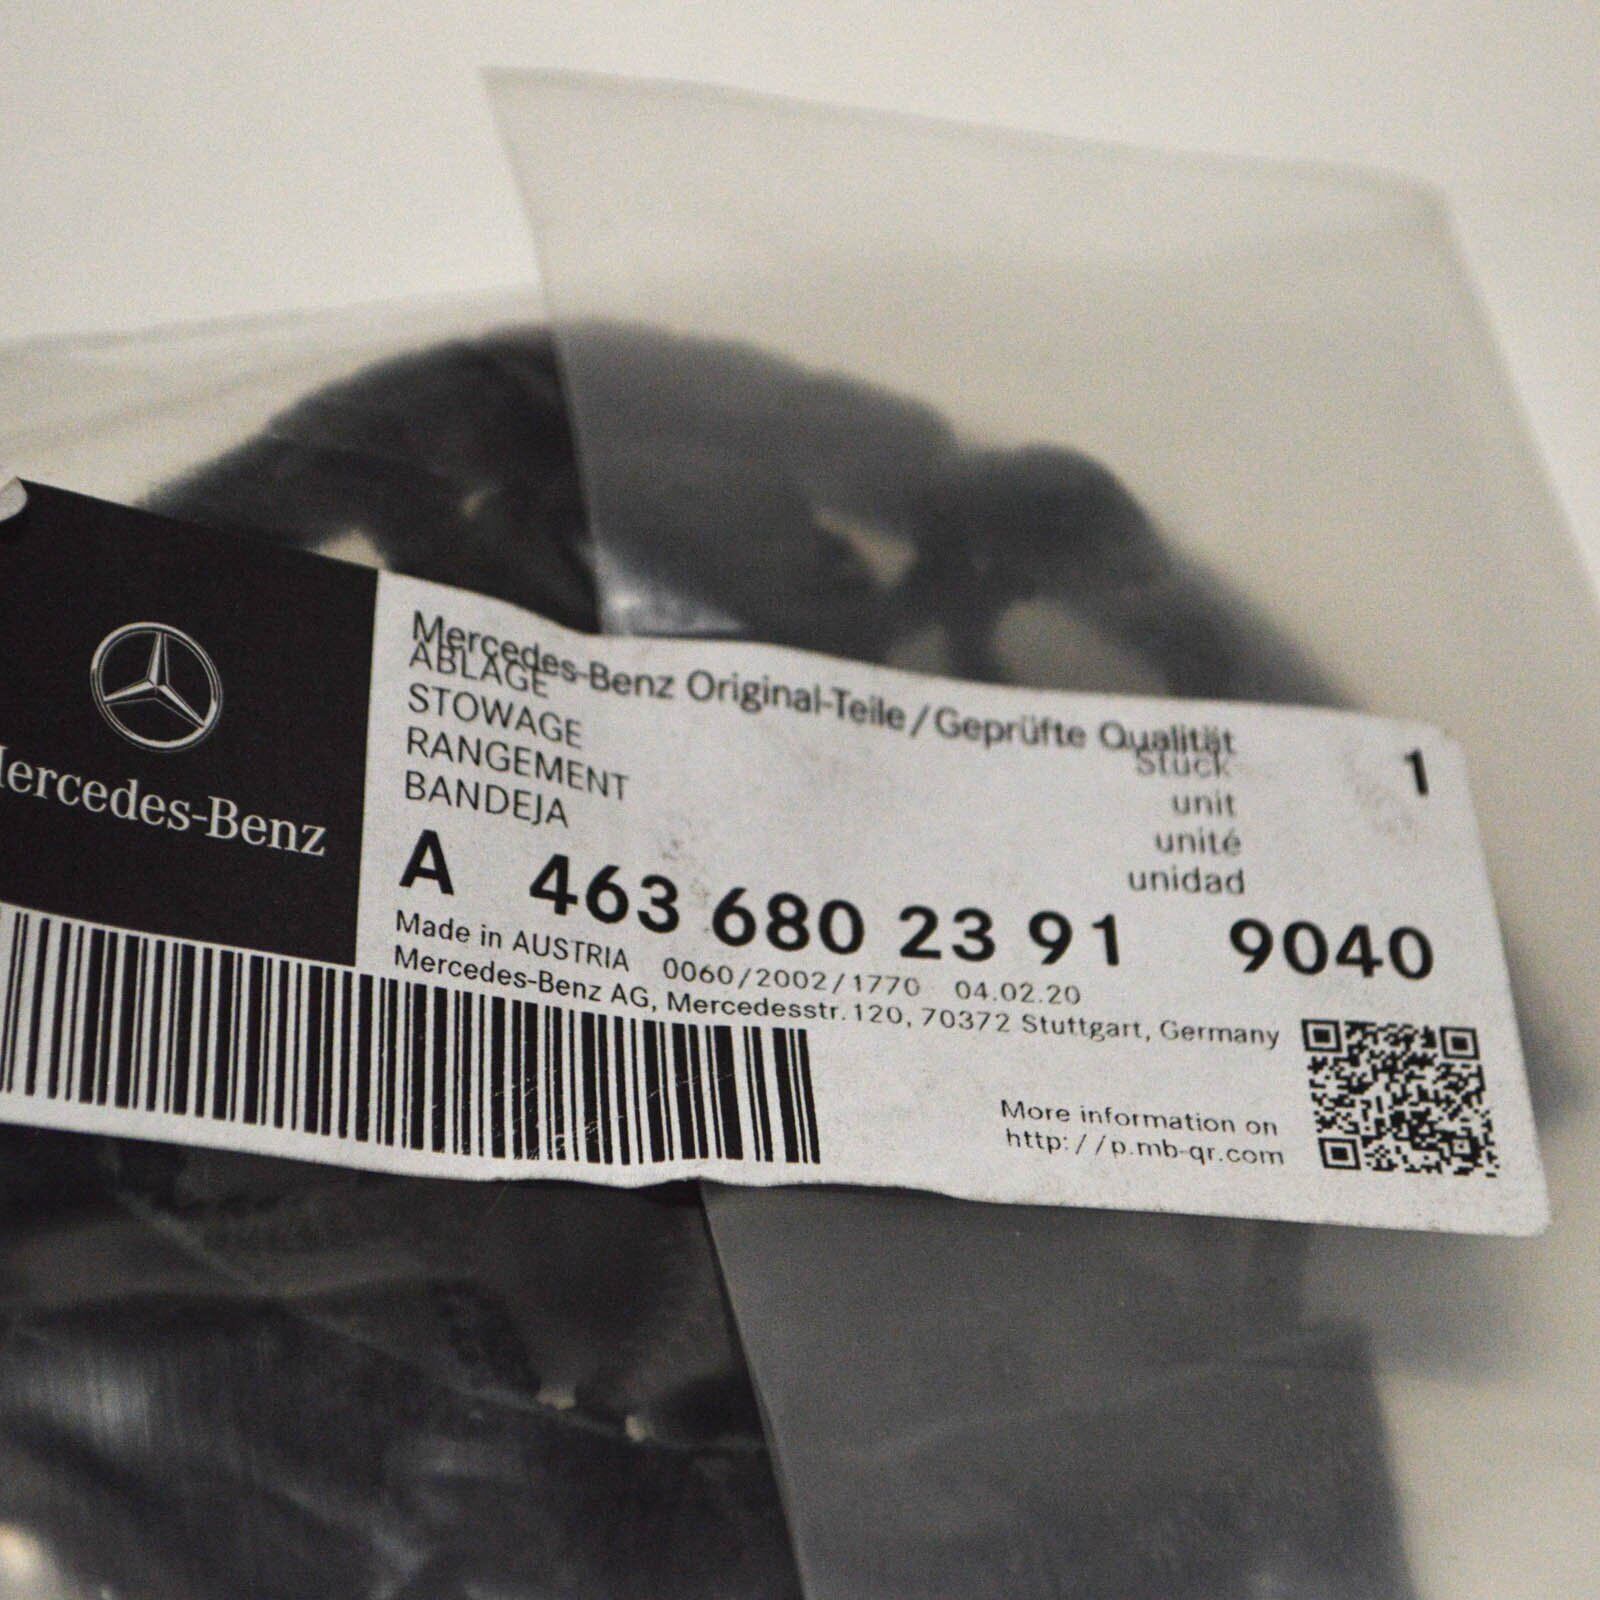 Mercedes-Benz
Mercedes-Benz Original-Teile/Geprüfte Qualität
ABLAGE
STOWAGE
RANGEMENT
BANDEJA
Stück
unit
unité
unidad
1
A 463 680 23 91 9040
Made in AUSTRIA 0060/2002/1770 04.02.20
Mercedes-Benz AG, Mercedesstr. 120, 70372 Stuttgart, Germany
More information on
http://p.mb-qr.com